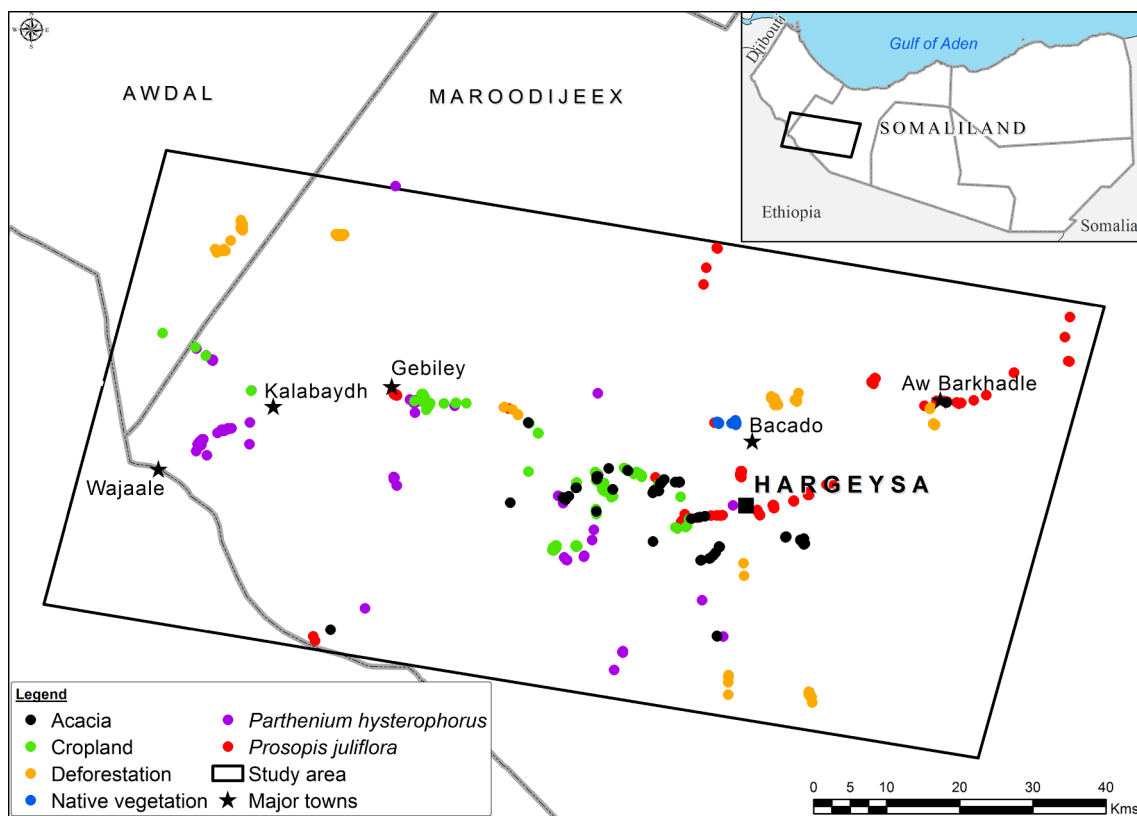 N
W
E
S
AWDAL
MAROODIJEEX
Djibouti
Gulf of Aden
SOMALILAND
Ethiopia
Somalia
Gebiley
Kalabaydh
Aw Barkhadle
Bacado
Wajaale
HARGEYSA
Legend
Acacia
Cropland
Deforestation
Native vegetation
Parthenium hysterophorus
Prosopis juliflora
Study area
Major towns
0 5 10 20 30 40
Kms